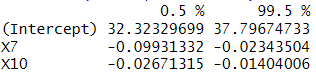 0.5 % 99.5 %
(Intercept) 32.32329699 37.79674733
X7 -0.09931332 -0.02343504
X10 -0.02671315 -0.01404006